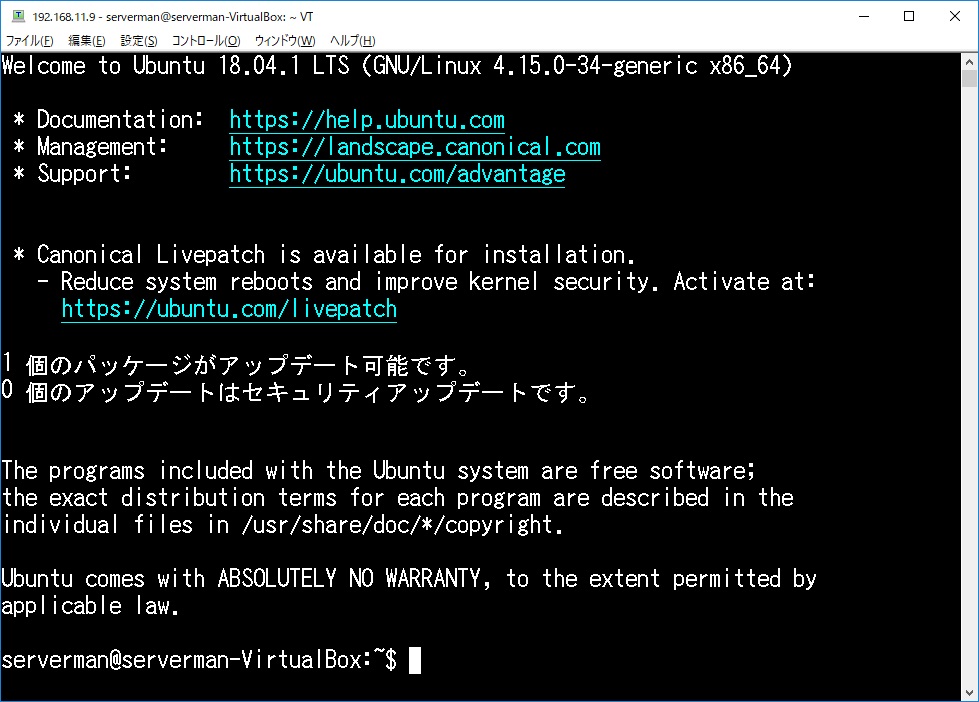 192.168.11.9 - serverman@serverman-VirtualBox: ~ VT
ファイル(F) 編集(E) 設定(S) コントロール(O) ウィンドウ(W) ヘルプ(H)
Welcome to Ubuntu 18.04.1 LTS (GNU/Linux 4.15.0-34-generic x86_64)
* Documentation: https://help.ubuntu.com
* Management: https://landscape.canonical.com
* Support: https://ubuntu.com/advantage
* Canonical Livepatch is available for installation.
- Reduce system reboots and improve kernel security. Activate at:
https://ubuntu.com/livepatch
1 個のパッケージがアップデート可能です。
0 個のアップデートはセキュリティアップデートです。
The programs included with the Ubuntu system are free software;
the exact distribution terms for each program are described in the
individual files in /usr/share/doc/*/copyright.
Ubuntu comes with ABSOLUTELY NO WARRANTY, to the extent permitted by
applicable law.
serverman@serverman-VirtualBox:~$